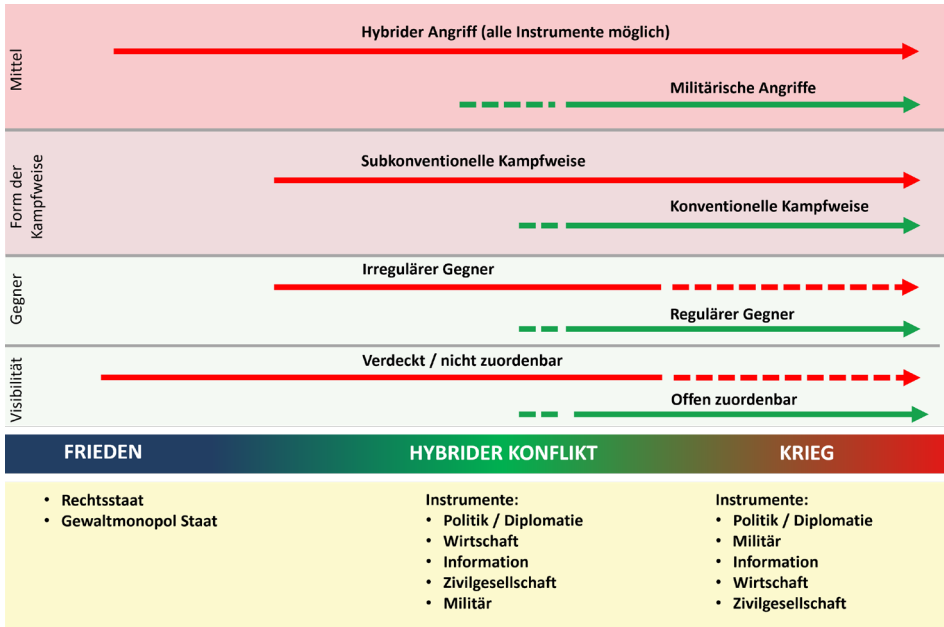 Mittel
Hybrider Angriff (alle Instrumente möglich)
Militärische Angriffe
Form der
Kampfweise
Subkonventionelle Kampfweise
Konventionelle Kampfweise
Gegner
Irregulärer Gegner
Regulärer Gegner
Visibilität
Verdeckt / nicht zuordenbar
Offen zuordenbar
FRIEDEN
HYBRIDER KONFLIKT
KRIEG
• Rechtsstaat
• Gewaltmonopol Staat
Instrumente:
• Politik / Diplomatie
• Wirtschaft
• Information
• Zivilgesellschaft
• Militär
Instrumente:
• Politik / Diplomatie
• Militär
• Information
• Wirtschaft
• Zivilgesellschaft